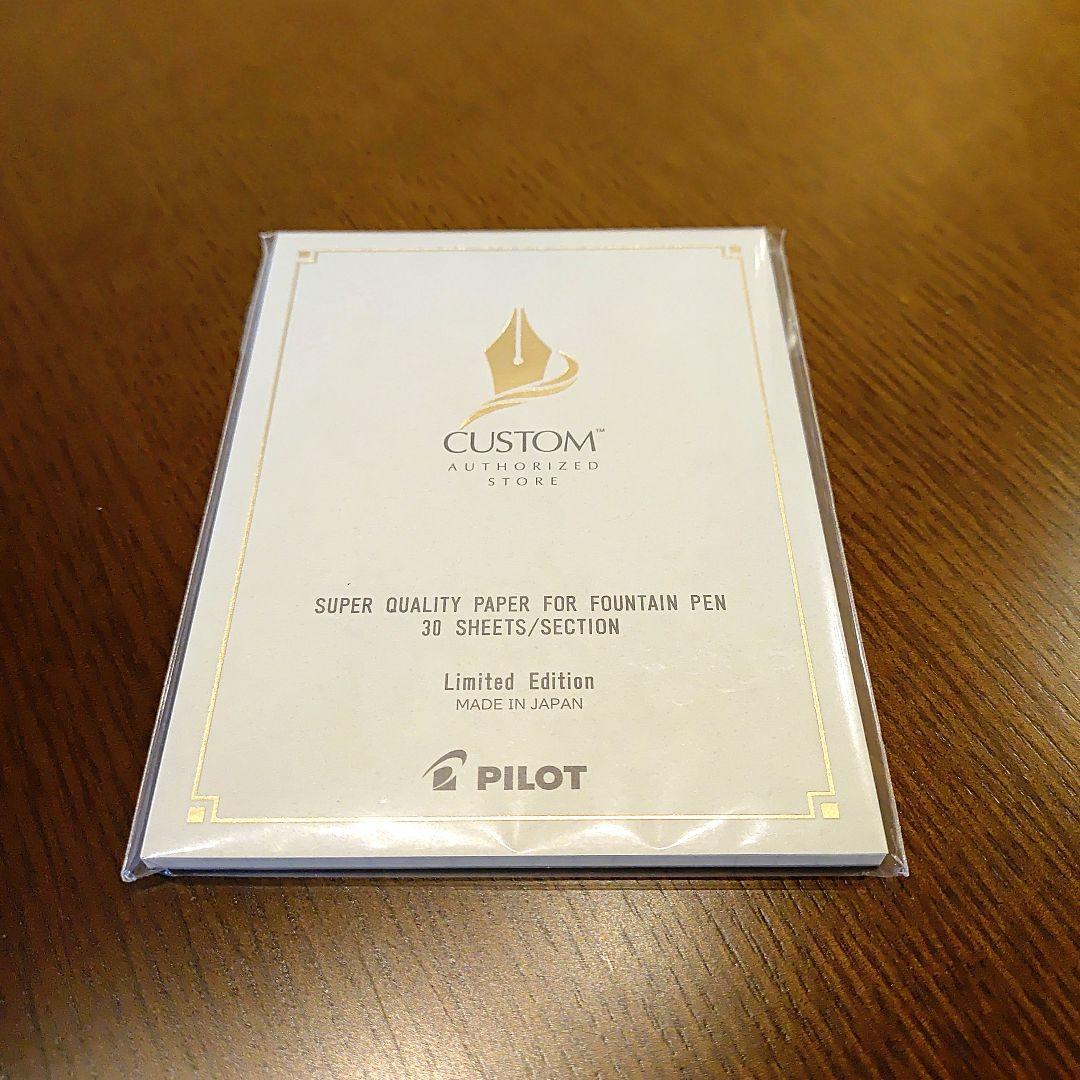 CUSTOM™
AUTHORIZED
STORE
SUPER QUALITY PAPER FOR FOUNTAIN PEN
30 SHEETS/SECTION
Limited Edition
MADE IN JAPAN
PILOT